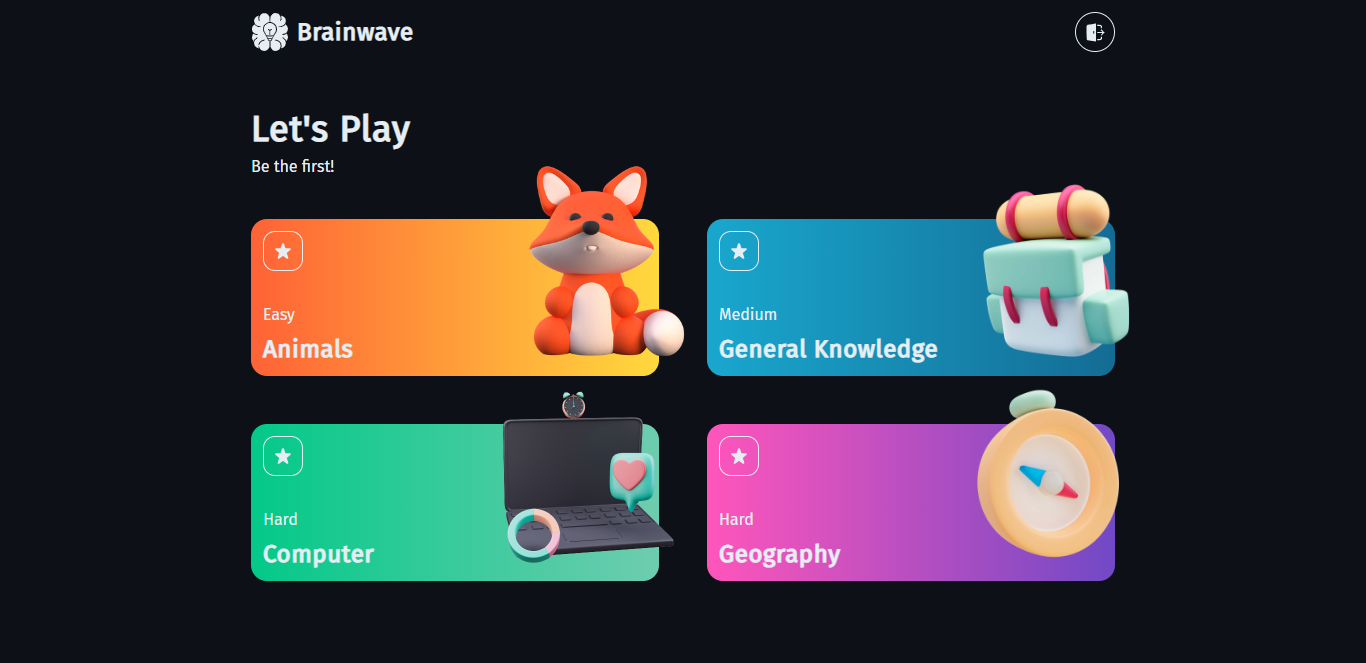 Brainwave
Let's Play
Be the first!
Easy
Animals
Medium
General Knowledge
Hard
Computer
Hard
Geography